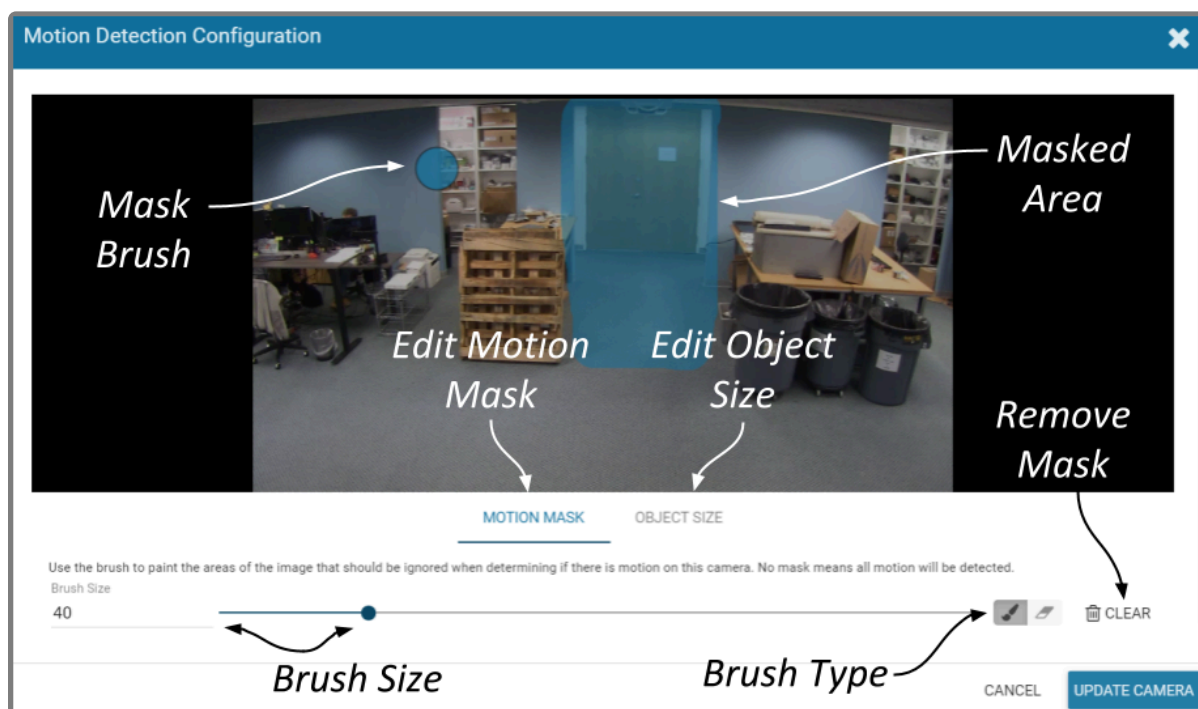 Motion Detection Configuration
Mask
Brush
Masked
Area
Edit Motion
Mask
Edit Object
Size
Remove
Mask
MOTION MASK
OBJECT SIZE
Use the brush to paint the areas of the image that should be ignored when determining if there is motion on this camera. No mask means all motion will be detected.
Brush Size
40
CLEAR
Brush Size
Brush Type
CANCEL
UPDATE CAMERA